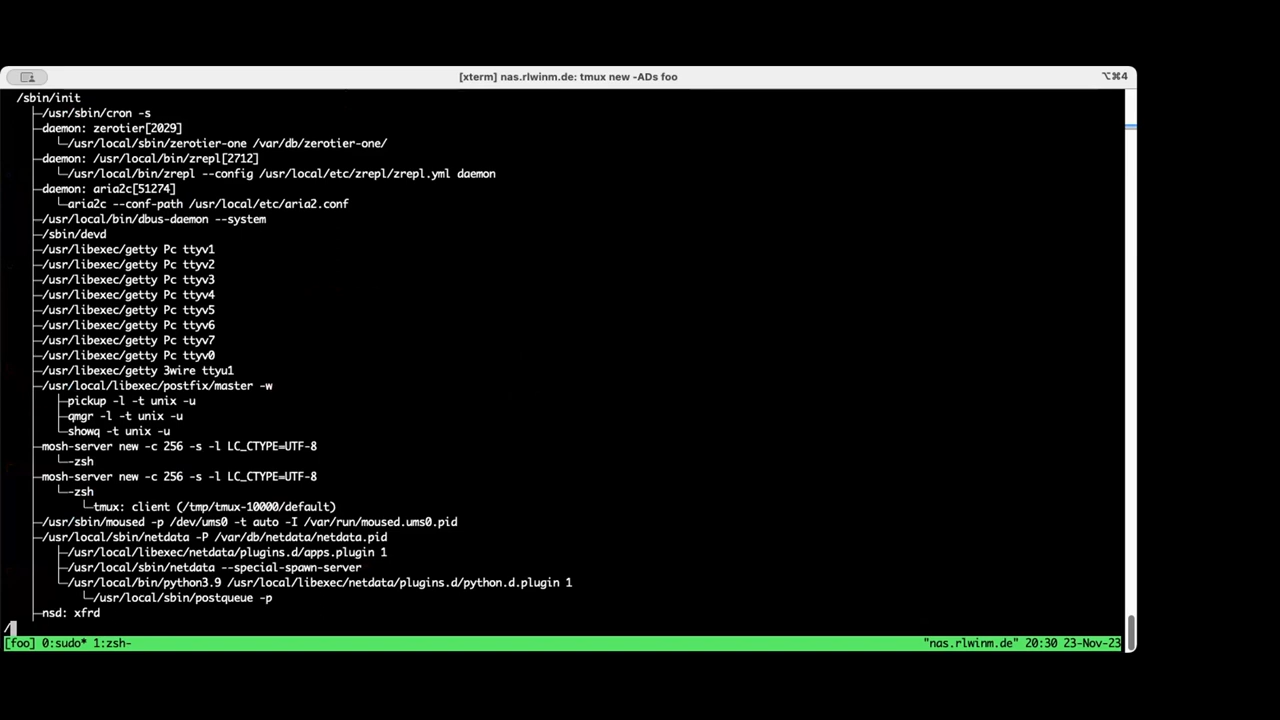 [xterm] nas.rlwinm.de: tmux new -ADs foo
⌥⌘4
/sbin/init
├─/usr/sbin/cron -s
├─daemon: zerotier[2029]
│ └─/usr/local/sbin/zerotier-one /var/db/zerotier-one/
├─daemon: /usr/local/bin/zrepl[2712]
│ └─/usr/local/bin/zrepl --config /usr/local/etc/zrepl/zrepl.yml daemon
├─daemon: aria2c[51274]
│ └─aria2c --conf-path /usr/local/etc/aria2.conf
├─/usr/local/bin/dbus-daemon --system
├─/sbin/devd
├─/usr/libexec/getty Pc ttyv1
├─/usr/libexec/getty Pc ttyv2
├─/usr/libexec/getty Pc ttyv3
├─/usr/libexec/getty Pc ttyv4
├─/usr/libexec/getty Pc ttyv5
├─/usr/libexec/getty Pc ttyv6
├─/usr/libexec/getty Pc ttyv7
├─/usr/libexec/getty Pc ttyv0
├─/usr/libexec/getty 3wire ttyu1
├─/usr/local/libexec/postfix/master -w
│ ├─pickup -l -t unix -u
│ ├─qmgr -l -t unix -u
│ └─showq -t unix -u
├─mosh-server new -c 256 -s -l LC_CTYPE=UTF-8
│ └─-zsh
├─mosh-server new -c 256 -s -l LC_CTYPE=UTF-8
│ └─-zsh
│   └─tmux: client (/tmp/tmux-10000/default)
├─/usr/sbin/moused -p /dev/ums0 -t auto -I /var/run/moused.ums0.pid
├─/usr/local/sbin/netdata -P /var/db/netdata/netdata.pid
│ ├─/usr/local/libexec/netdata/plugins.d/apps.plugin 1
│ ├─/usr/local/sbin/netdata --special-spawn-server
│ └─/usr/local/bin/python3.9 /usr/local/libexec/netdata/plugins.d/python.d.plugin 1
│   └─/usr/local/sbin/postqueue -p
├─nsd: xfrd
/
[foo] 0:sudo* 1:zsh- "nas.rlwinm.de" 20:30 23-Nov-23